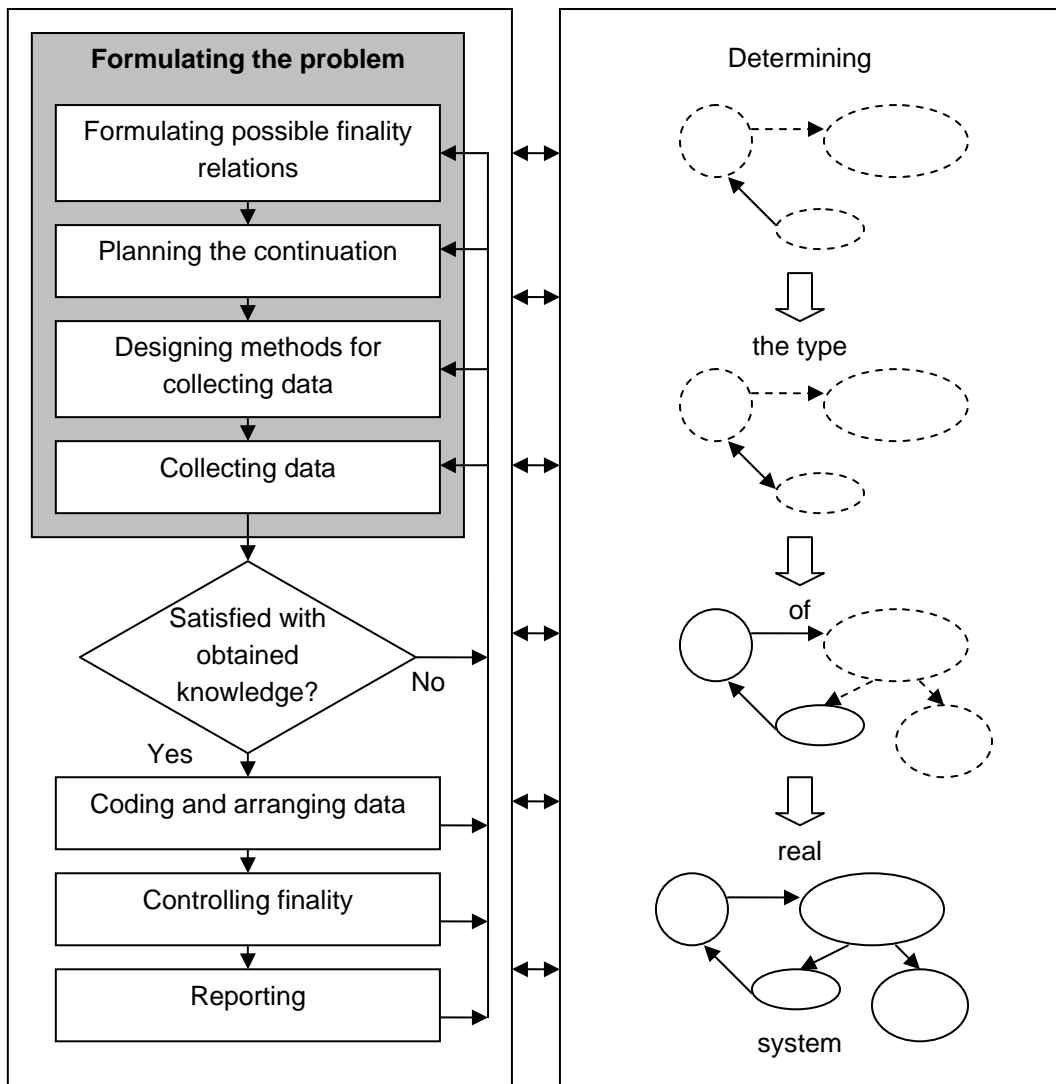 Formulating the problem
Formulating possible finality
relations
Planning the continuation
Designing methods for
collecting data
Collecting data
Satisfied with
obtained
knowledge?
No
Yes
Coding and arranging data
Controlling finality
Reporting
Determining
the type
of
real
system